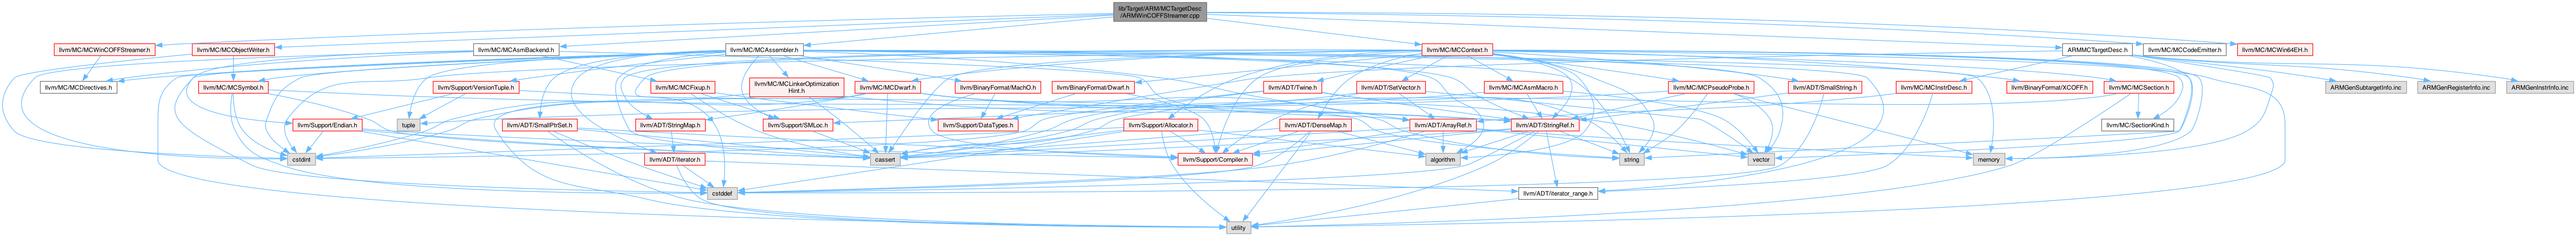 lib/Target/ARM/MCTargetDesc
/ARMWinCOFFStreamer.cpp
llvm/MC/MCWinCOFFStreamer.h
llvm/MC/MCObjectWriter.h
llvm/MC/MCAsmBackend.h
llvm/MC/MCAssembler.h
llvm/MC/MCContext.h
ARMMCTargetDesc.h
llvm/MC/MCCodeEmitter.h
llvm/MC/MCWin64EH.h
llvm/MC/MCDirectives.h
llvm/MC/MCSymbol.h
llvm/Support/VersionTuple.h
llvm/MC/MCFixup.h
llvm/MC/MCLinkerOptimization
Hint.h
llvm/MC/MCDwarf.h
llvm/BinaryFormat/MachO.h
llvm/BinaryFormat/Dwarf.h
llvm/ADT/Twine.h
llvm/ADT/SetVector.h
llvm/MC/MCAsmMacro.h
llvm/MC/MCPseudoProbe.h
llvm/ADT/SmallString.h
llvm/MC/MCInstrDesc.h
llvm/BinaryFormat/XCOFF.h
llvm/MC/MCSection.h
ARMGenSubtargetInfo.inc
ARMGenRegisterInfo.inc
ARMGenInstrInfo.inc
llvm/Support/Endian.h
tuple
llvm/ADT/SmallPtrSet.h
llvm/ADT/StringMap.h
llvm/Support/SMLoc.h
llvm/Support/DataTypes.h
llvm/Support/Allocator.h
llvm/ADT/DenseMap.h
llvm/ADT/ArrayRef.h
llvm/ADT/StringRef.h
llvm/MC/SectionKind.h
cstdint
llvm/ADT/iterator.h
cassert
llvm/Support/Compiler.h
algorithm
string
vector
memory
cstddef
llvm/ADT/iterator_range.h
utility